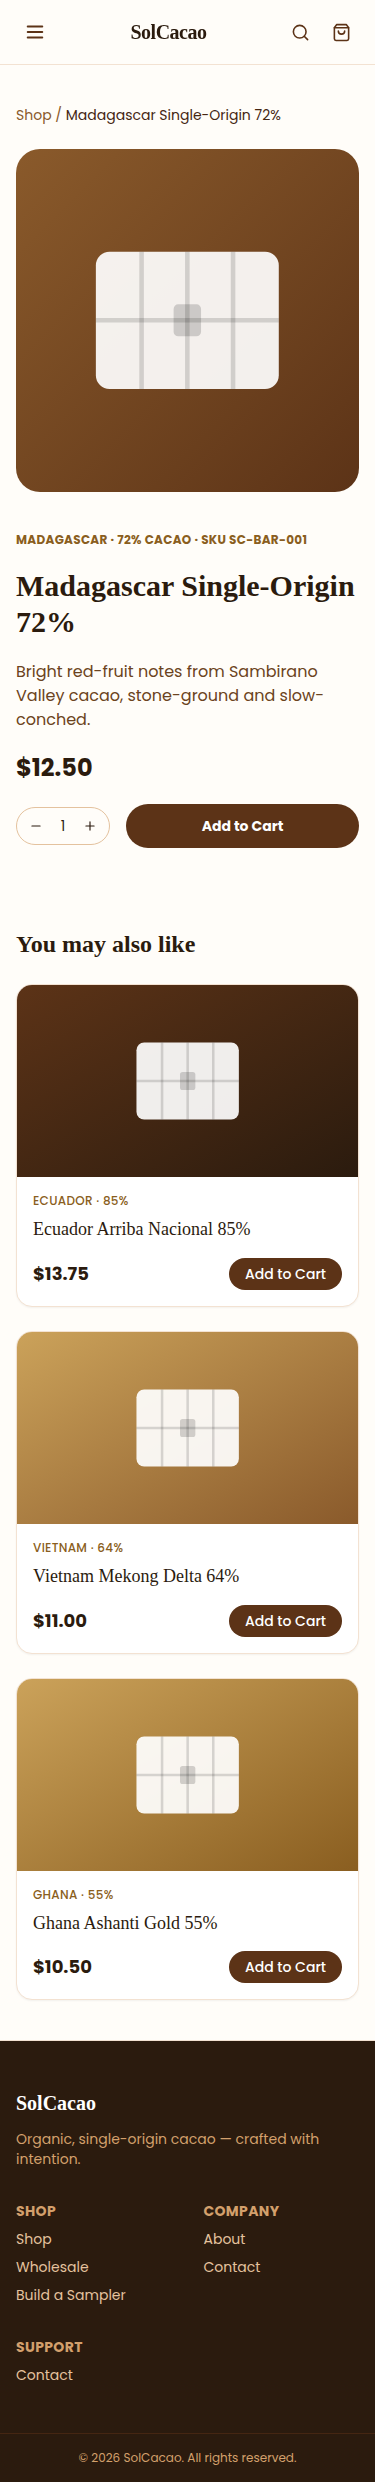 SolCacao
Shop / Madagascar Single-Origin 72%
MADAGASCAR · 72% CACAO · SKU SC-BAR-001
Madagascar Single-Origin
72%
Bright red-fruit notes from Sambirano
Valley cacao, stone-ground and slow-
conched.
$12.50
− 1 + Add to Cart
You may also like
ECUADOR · 85%
Ecuador Arriba Nacional 85%
$13.75 Add to Cart
VIETNAM · 64%
Vietnam Mekong Delta 64%
$11.00 Add to Cart
GHANA · 55%
Ghana Ashanti Gold 55%
$10.50 Add to Cart
SolCacao
Organic, single-origin cacao — crafted with
intention.
SHOP
Shop
Wholesale
Build a Sampler
COMPANY
About
Contact
SUPPORT
Contact
© 2026 SolCacao. All rights reserved.